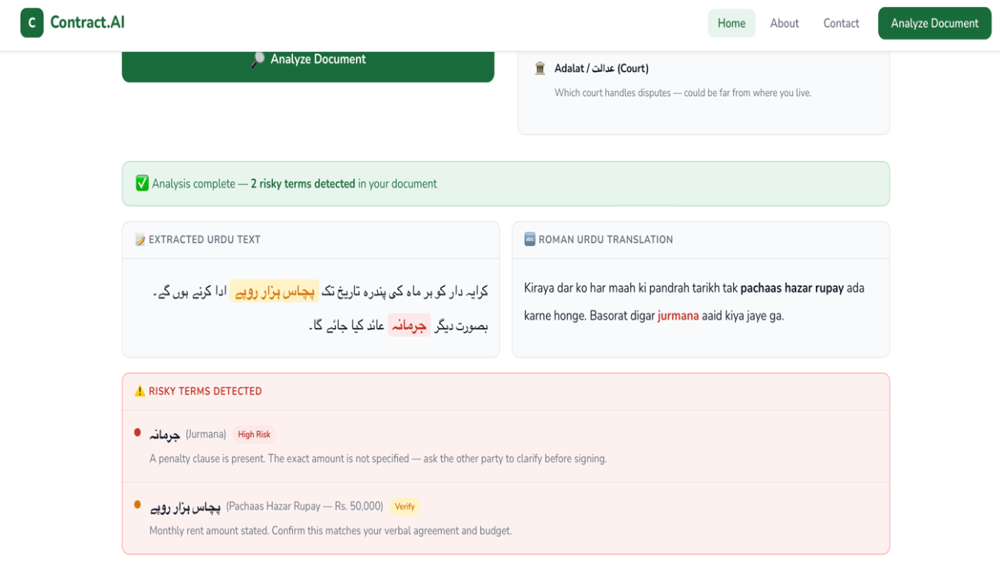 C Contract.AI
Home About Contact Analyze Document
Analyze Document
Adalat / عدالت (Court)
Which court handles disputes — could be far from where you live.
Analysis complete — 2 risky terms detected in your document
EXTRACTED URDU TEXT
کرایہ دار کو ہر ماہ کی پندرہ تاریخ تک پچاس ہزار روپے ادا کرنے ہوں گے۔
بصورت دیگر جرمانہ عائد کیا جائے گا۔
abc ROMAN URDU TRANSLATION
Kiraya dar ko har maah ki pandrah tarikh tak pachaas hazar rupay ada
karne honge. Basorat digar jurmana aaid kiya jaye ga.
RISKY TERMS DETECTED
جرمانہ (Jurmana) High Risk
A penalty clause is present. The exact amount is not specified — ask the other party to clarify before signing.
پچاس ہزار روپے (Pachaas Hazar Rupay — Rs. 50,000) Verify
Monthly rent amount stated. Confirm this matches your verbal agreement and budget.